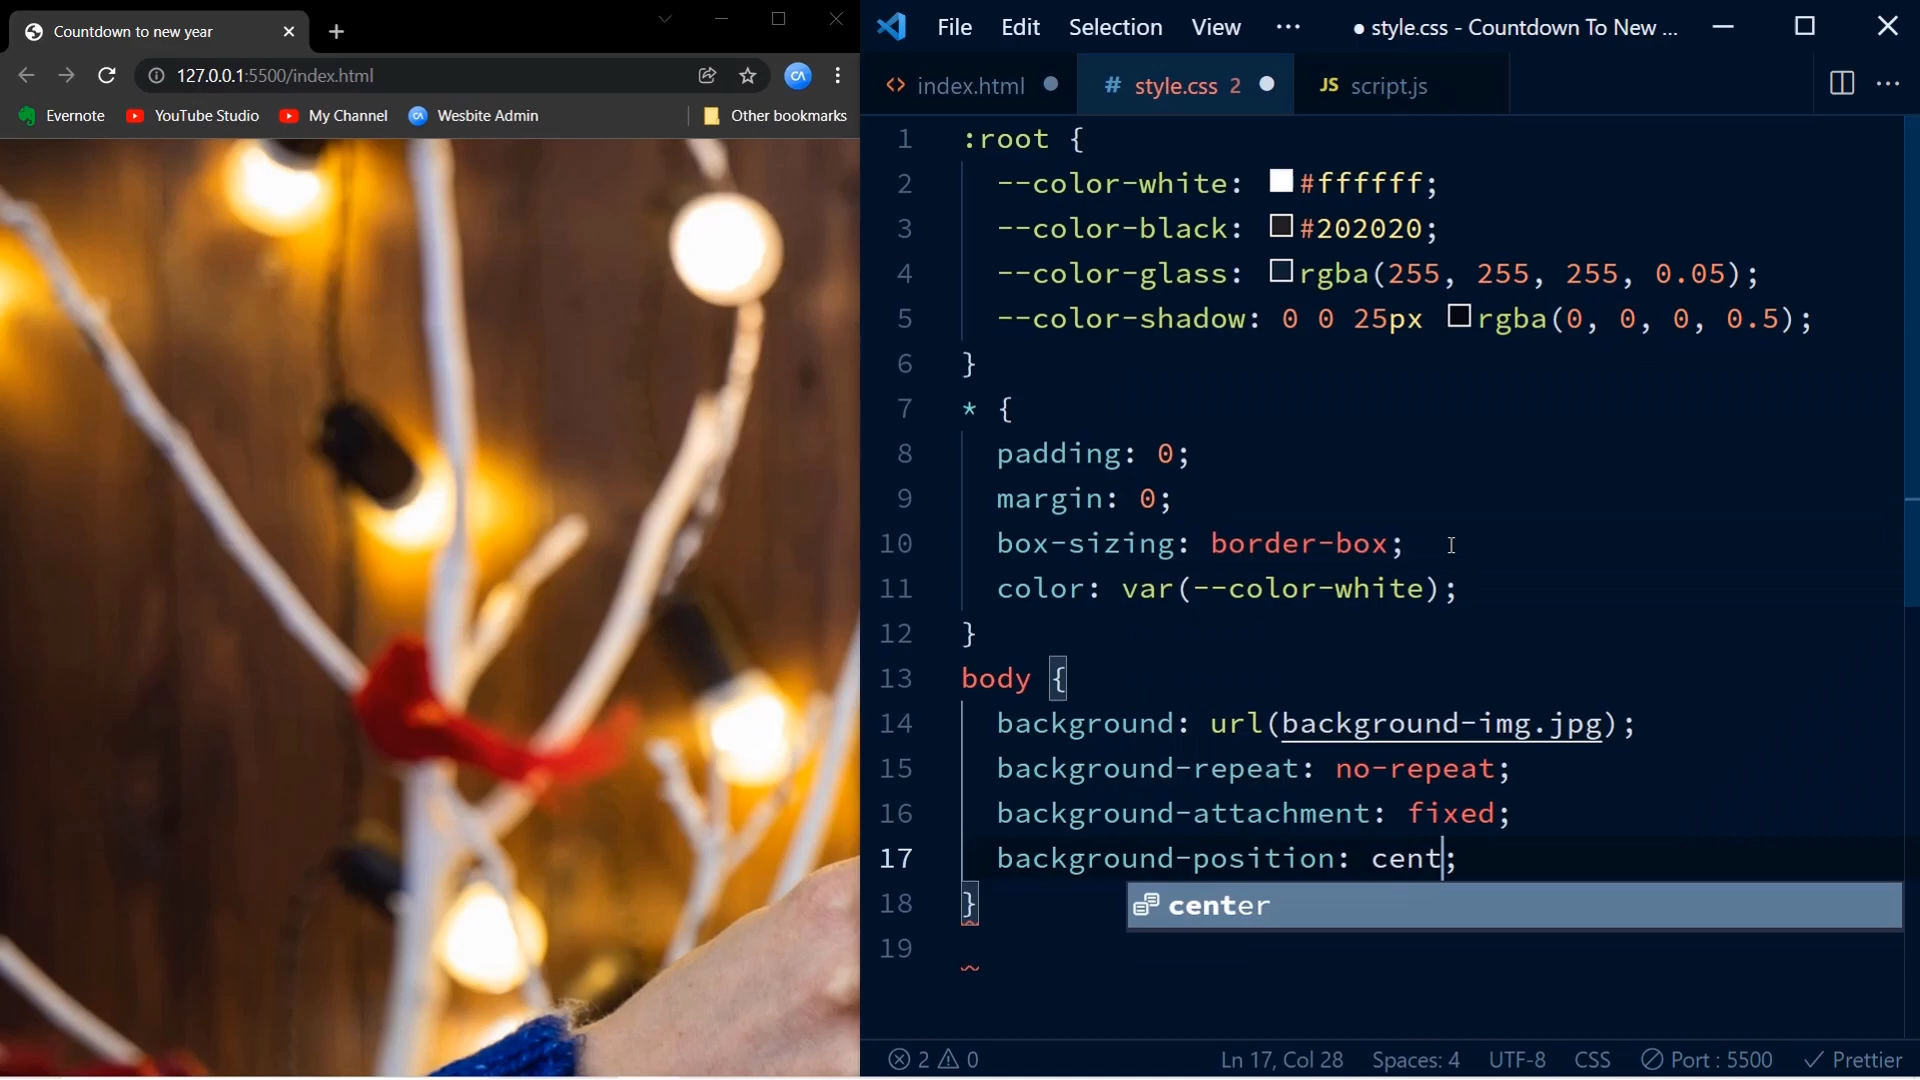 Countdown to new year
127.0.0.1:5500/index.html
Evernote YouTube Studio My Channel Wesbite Admin Other bookmarks
File Edit Selection View ··· ● style.css - Countdown To New ...
<> index.html ● # style.css 2 ● JS script.js
1 :root {
2 --color-white: #ffffff;
3 --color-black: #202020;
4 --color-glass: rgba(255, 255, 255, 0.05);
5 --color-shadow: 0 0 25px rgba(0, 0, 0, 0.5);
6 }
7 * {
8 padding: 0;
9 margin: 0;
10 box-sizing: border-box;
11 color: var(--color-white);
12 }
13 body {
14 background: url(background-img.jpg);
15 background-repeat: no-repeat;
16 background-attachment: fixed;
17 background-position: cent;
18 }
center
19
2 0 Ln 17, Col 28 Spaces: 4 UTF-8 CSS Port : 5500 ✓ Prettier